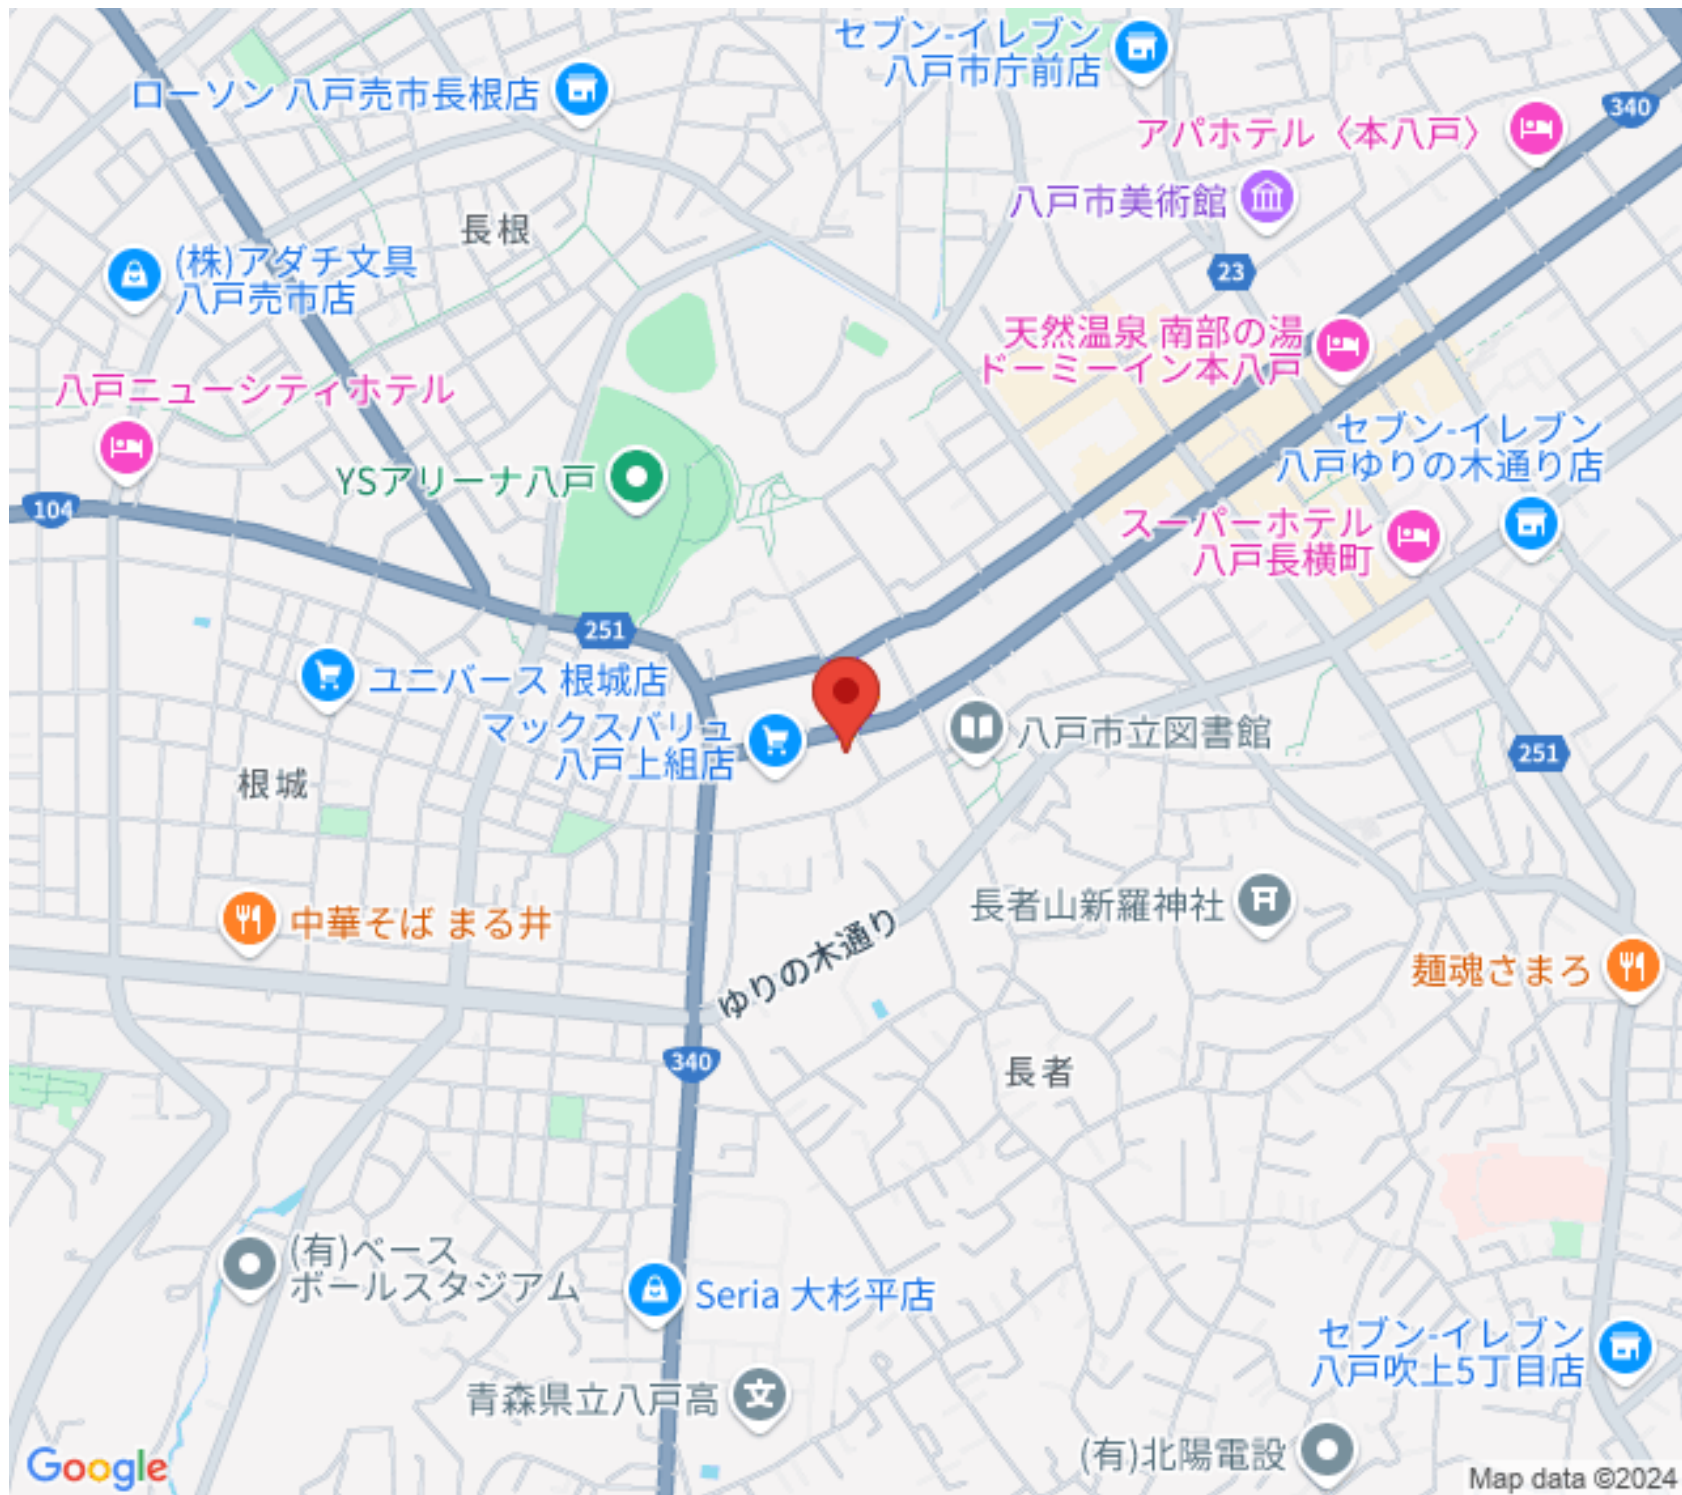 セブン-イレブン
八戸市庁前店
ローソン 八戸売市長根店
340
アパホテル〈本八戸〉
八戸市美術館
長根
(株)アダチ文具
八戸売市店
23
天然温泉 南部の湯
ドーミーイン本八戸
八戸ニューシティホテル
セブン-イレブン
八戸ゆりの木通り店
YSアリーナ八戸
104
スーパーホテル
八戸長横町
251
ユニバース 根城店
マックスバリュ
八戸上組店
八戸市立図書館
251
根城
長者山新羅神社
中華そば まる井
ゆりの木通り
麺魂さまろ
340
長者
(有)ベース
ボールスタジアム
Seria 大杉平店
セブン-イレブン
八戸吹上5丁目店
青森県立八戸高
文
(有)北陽電設
Google
Map data ©2024